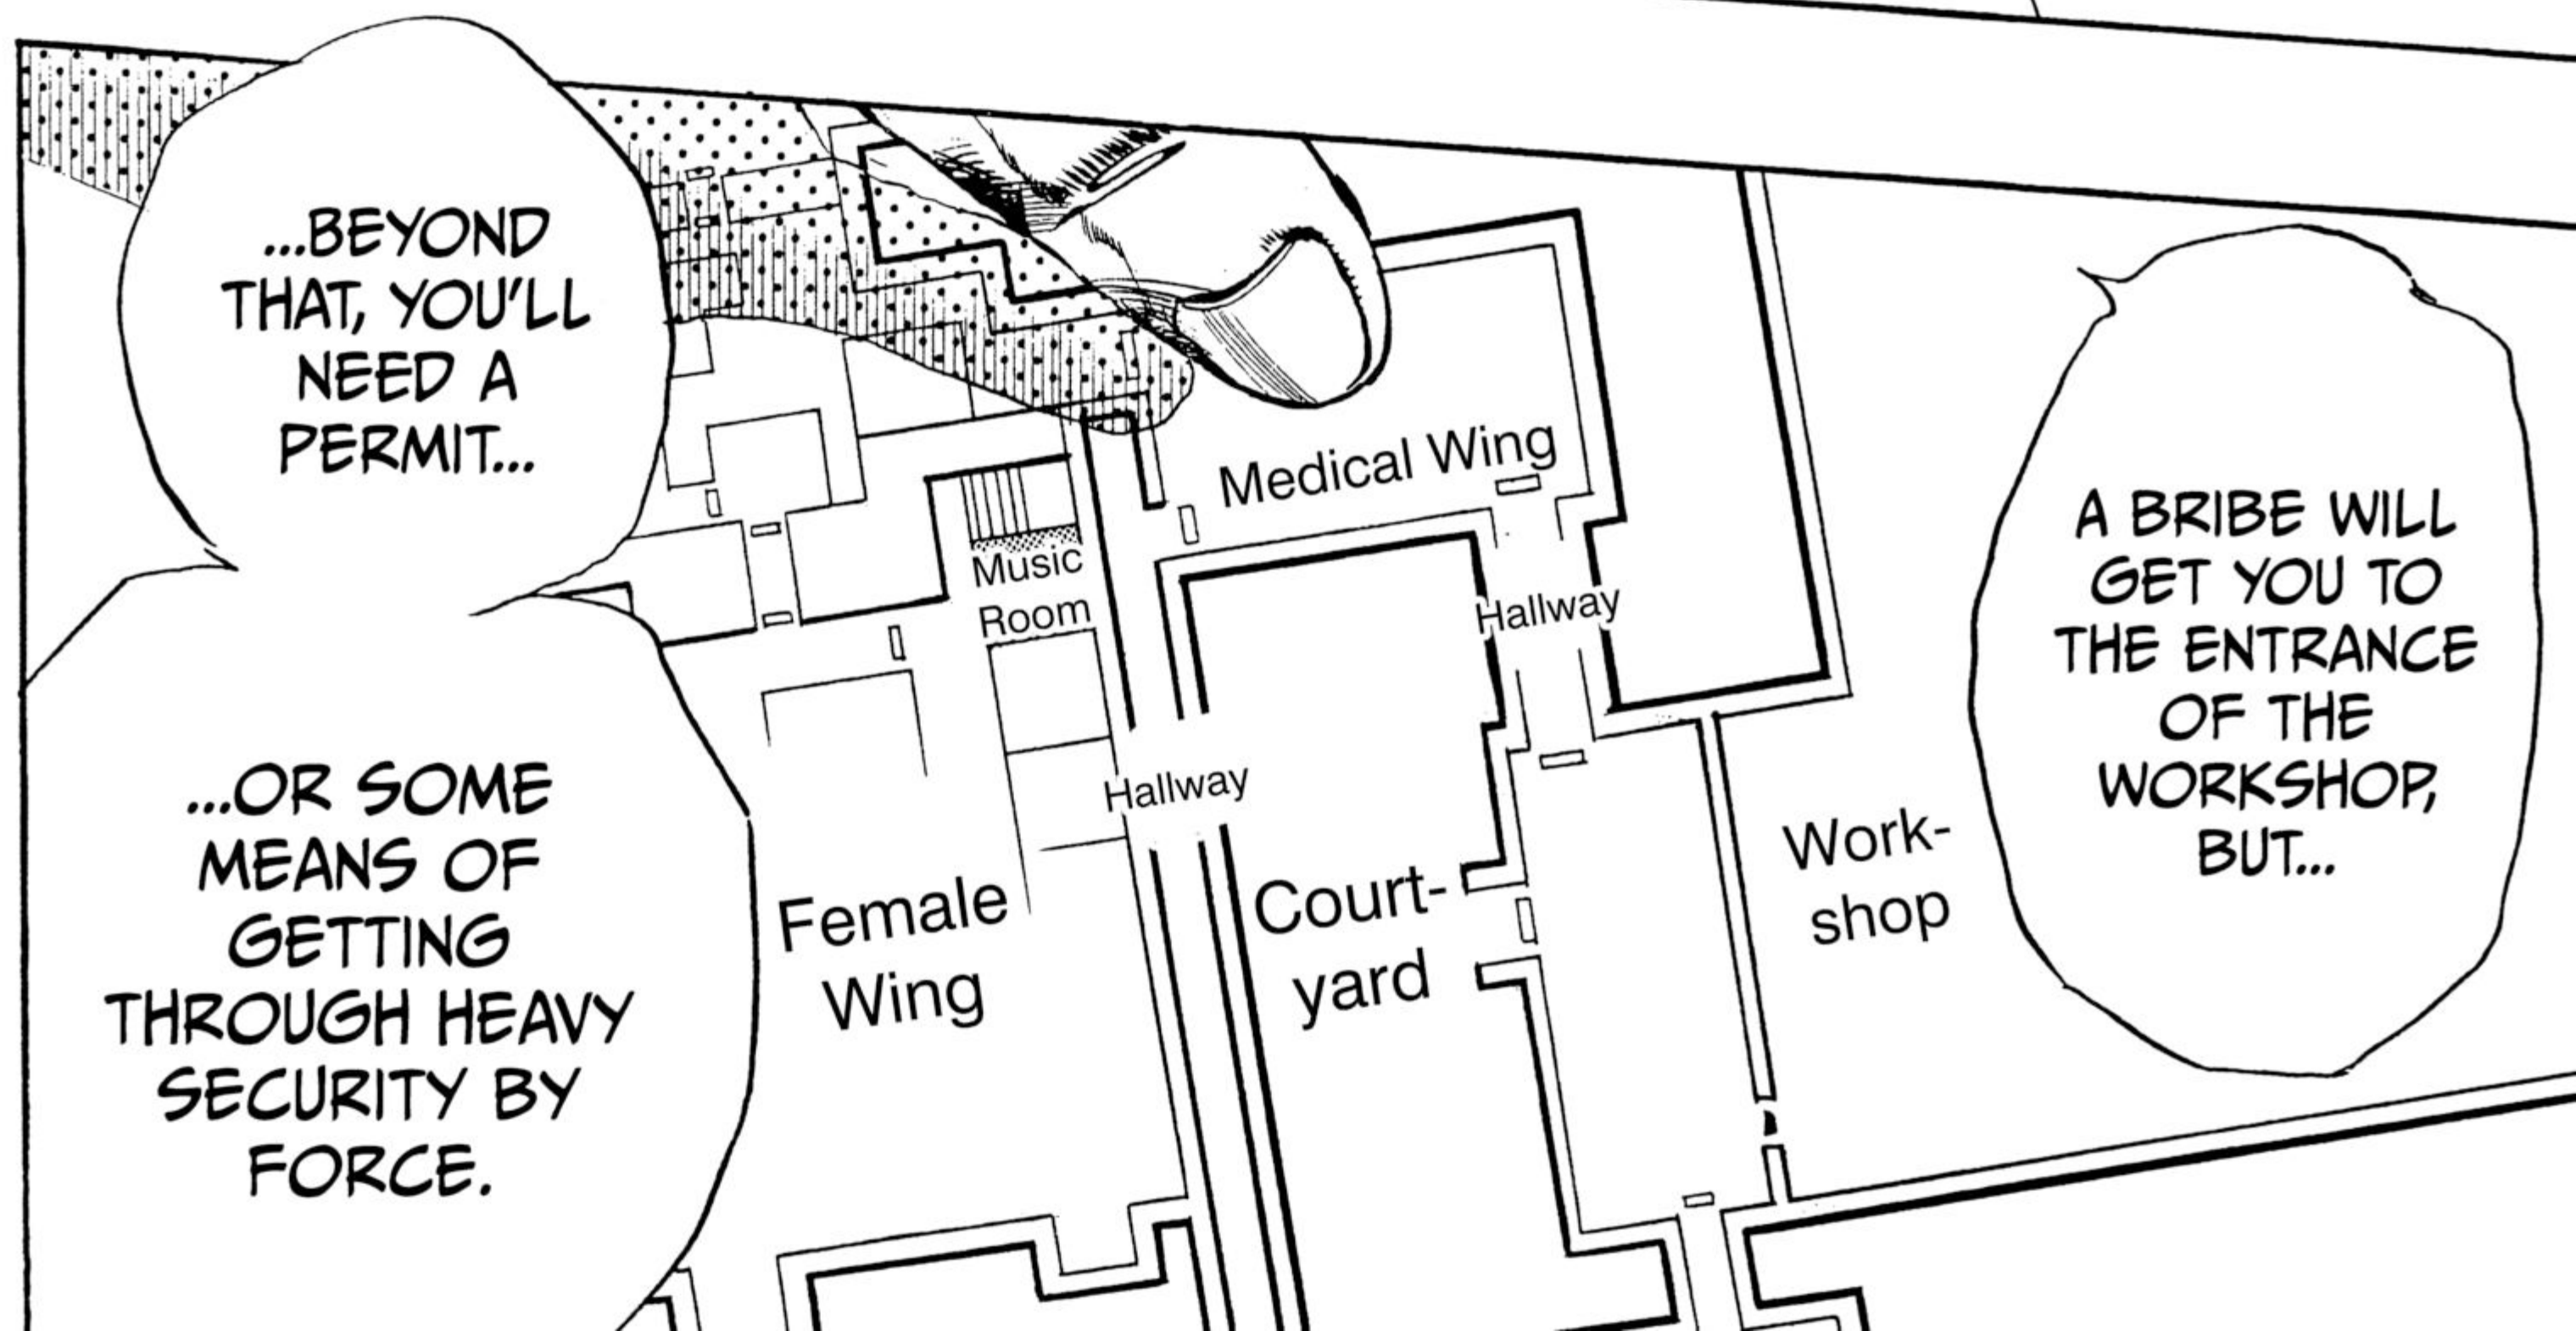 A BRIBE WILL
GET YOU TO
THE ENTRANCE
OF THE
WORKSHOP,
BUT...
...BEYOND
THAT, YOU'LL
NEED A
PERMIT...
...OR SOME
MEANS OF
GETTING
THROUGH HEAVY
SECURITY BY
FORCE.
Medical Wing
Music
Room
Hallway
Hallway
Female
Wing
Court-
yard
Work-
shop